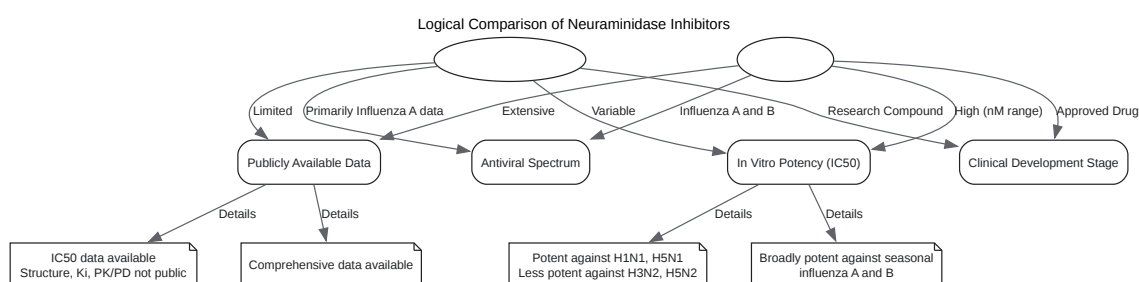 Logical Comparison of Neuraminidase Inhibitors
Limited
Primarily Influenza A data
Extensive
Variable
Influenza A and B
Research Compound
High (nM range)
Approved Drug
Publicly Available Data
Antiviral Spectrum
In Vitro Potency (IC50)
Clinical Development Stage
Details
Details
Details
Details
IC50 data available
Structure, Ki, PK/PD not public
Comprehensive data available
Potent against H1N1, H5N1
Less potent against H3N2, H5N2
Broadly potent against seasonal
influenza A and B